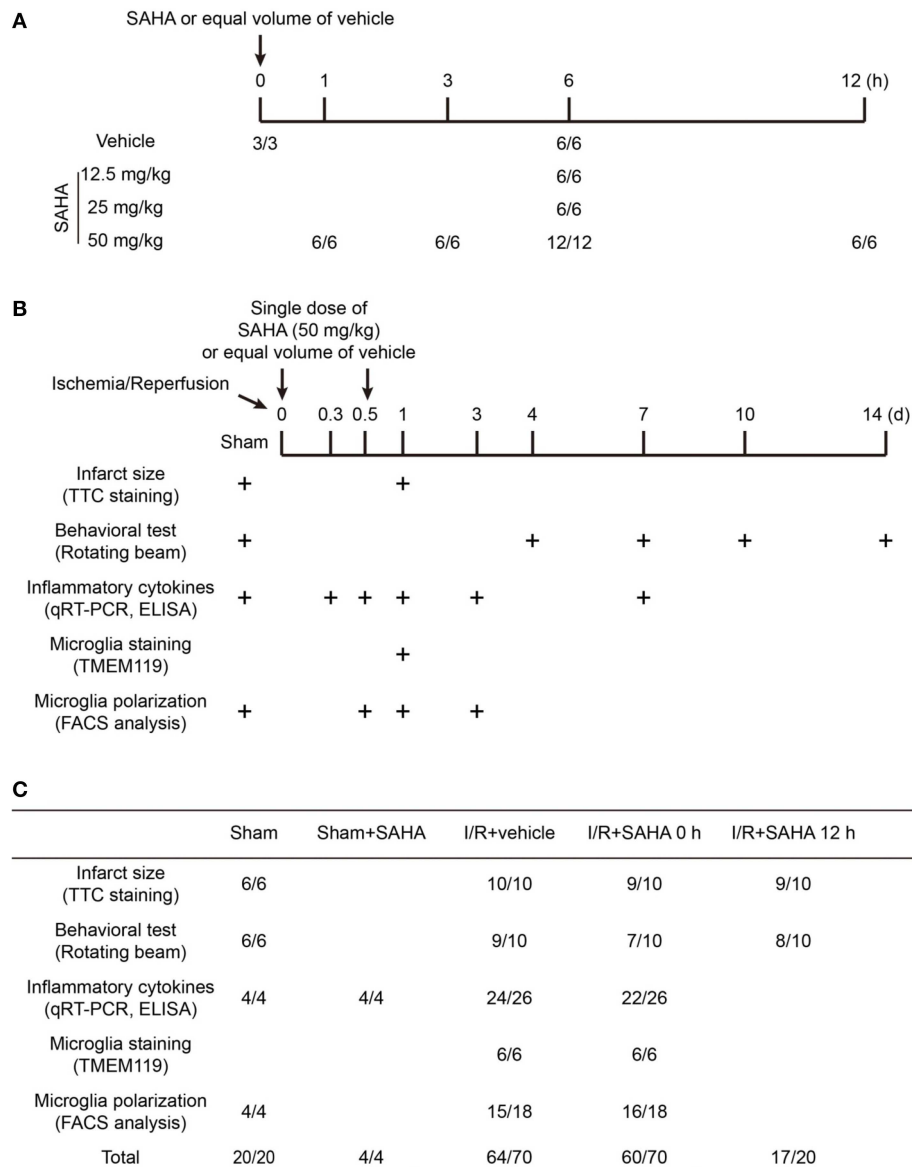 A
SAHA or equal volume of vehicle
0 1 3 6 12 (h)
Vehicle 3/3 6/6
SAHA
12.5 mg/kg 6/6
25 mg/kg 6/6
50 mg/kg 6/6 6/6 12/12 6/6
B
Single dose of
SAHA (50 mg/kg)
or equal volume of vehicle
Ischemia/Reperfusion
0 0.3 0.5 1 3 4 7 10 14 (d)
Sham
Infarct size
(TTC staining)
+ +
Behavioral test
(Rotating beam)
+ + + + +
Inflammatory cytokines
(qRT-PCR, ELISA)
+ + + + + +
Microglia staining
(TMEM119)
+
Microglia polarization
(FACS analysis)
+ + + +
C
Sham Sham+SAHA I/R+vehicle I/R+SAHA 0 h I/R+SAHA 12 h
Infarct size
(TTC staining)
6/6 10/10 9/10 9/10
Behavioral test
(Rotating beam)
6/6 9/10 7/10 8/10
Inflammatory cytokines
(qRT-PCR, ELISA)
4/4 4/4 24/26 22/26
Microglia staining
(TMEM119)
6/6 6/6
Microglia polarization
(FACS analysis)
4/4 15/18 16/18
Total 20/20 4/4 64/70 60/70 17/20